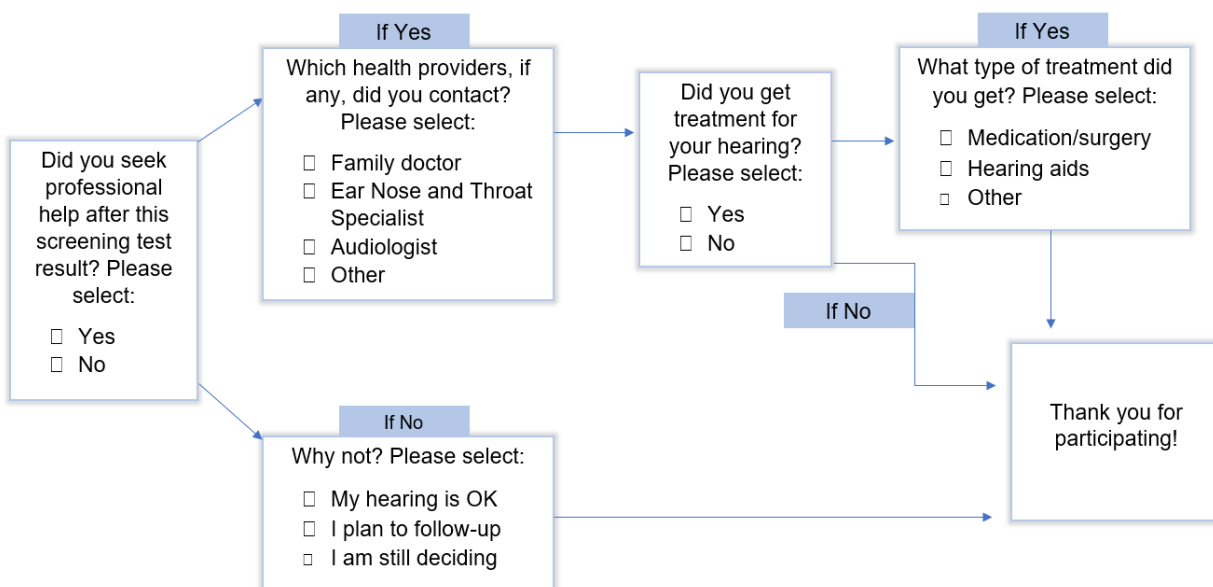 Did you seek
professional
help after this
screening test
result? Please
select:
☐ Yes
☐ No
If Yes
Which health providers, if
any, did you contact?
Please select:
☐ Family doctor
☐ Ear Nose and Throat
Specialist
☐ Audiologist
☐ Other
Did you get
treatment for
your hearing?
Please select:
☐ Yes
☐ No
If Yes
What type of treatment did
you get? Please select:
☐ Medication/surgery
☐ Hearing aids
☐ Other
If No
If No
Why not? Please select:
☐ My hearing is OK
☐ I plan to follow-up
☐ I am still deciding
Thank you for
participating!